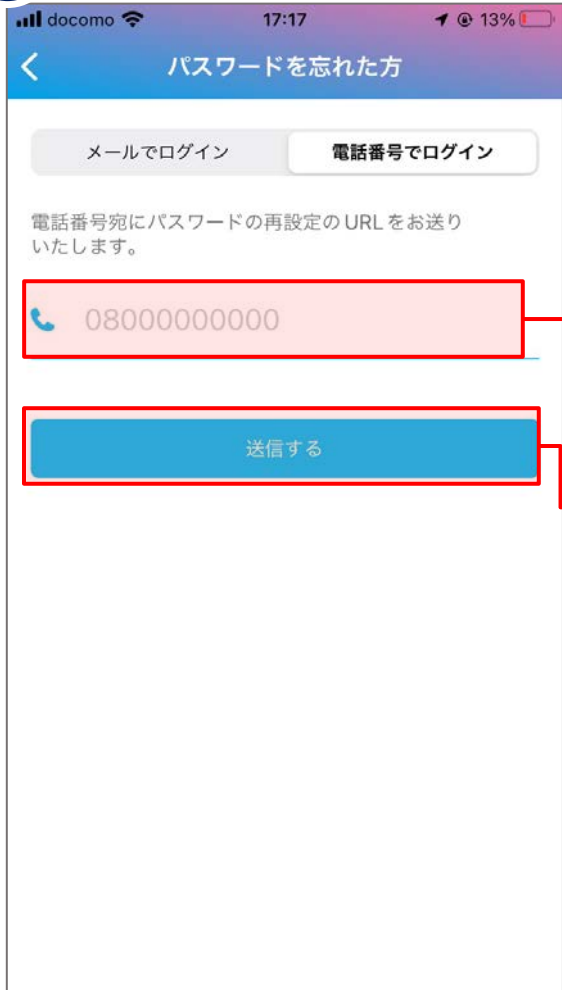 docomo 17:17 13%
パスワードを忘れた方
メールでログイン 電話番号でログイン
電話番号宛にパスワードの再設定のURLをお送り
いたします。
08000000000
送信する